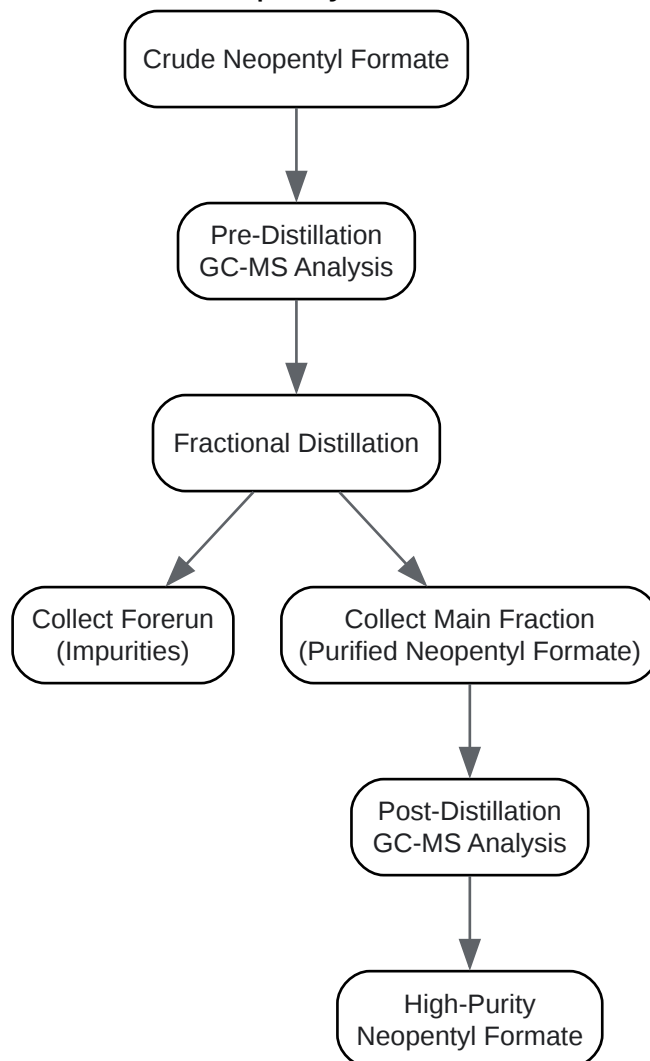 Crude Neopentyl Formate
Pre-Distillation
GC-MS Analysis
Fractional Distillation
Collect Forerun
(Impurities)
Collect Main Fraction
(Purified Neopentyl Formate)
Post-Distillation
GC-MS Analysis
High-Purity
Neopentyl Formate